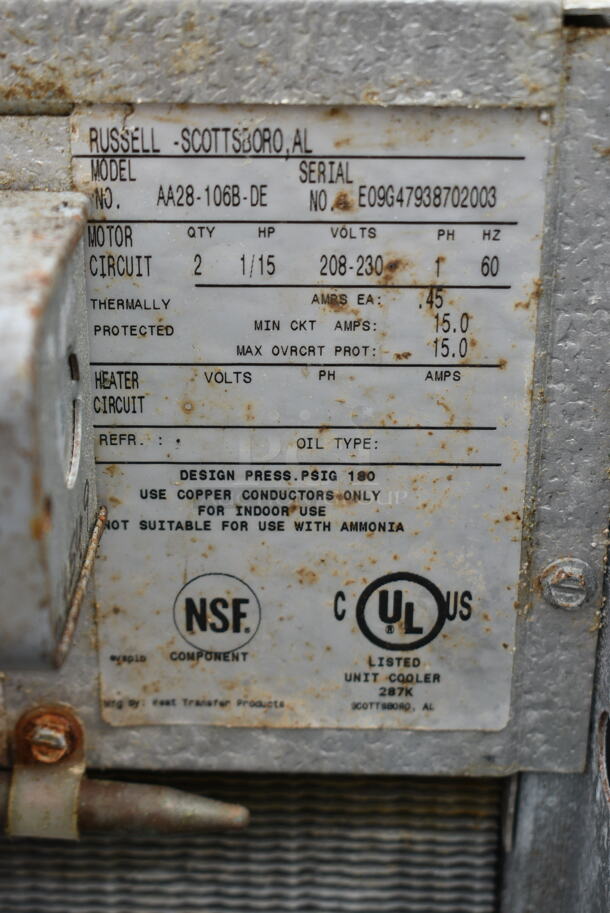 RUSSELL -SCOTTSBORO,AL
MODEL NO. AA28-106B-DE SERIAL NO. E09G47938702003
MOTOR CIRCUIT QTY HP VOLTS PH HZ
2 1/15 208-230 1 60
THERMALLY PROTECTED
AMPS EA: .45
MIN CKT AMPS: 15.0
MAX OVRCRT PROT: 15.0
HEATER CIRCUIT VOLTS PH AMPS
REFR. : OIL TYPE:
DESIGN PRESS.PSIG 180
USE COPPER CONDUCTORS ONLY
FOR INDOOR USE
NOT SUITABLE FOR USE WITH AMMONIA
NSF®
COMPONENT
C UL® US
LISTED
UNIT COOLER
287K
SCOTTSBORO, AL
Mfg By: Heat Transfer Products